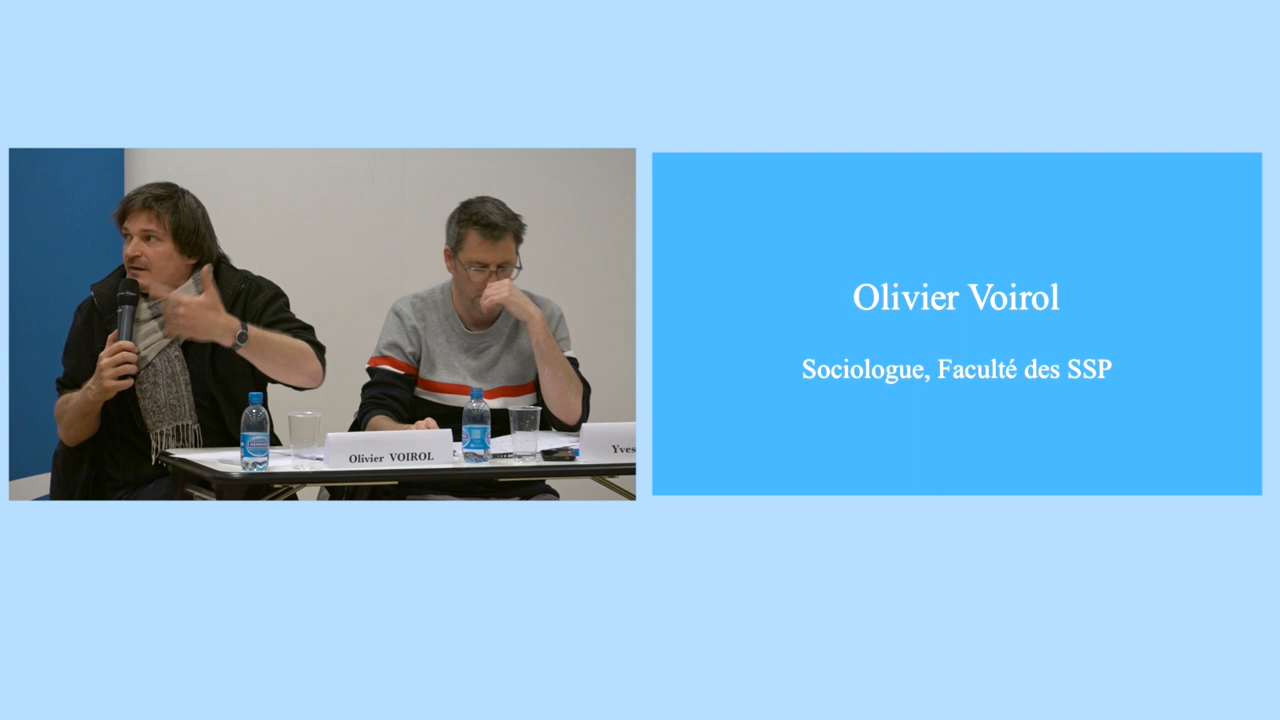 Olivier VOIROL
Yves
Olivier Voirol
Sociologue, Faculté des SSP